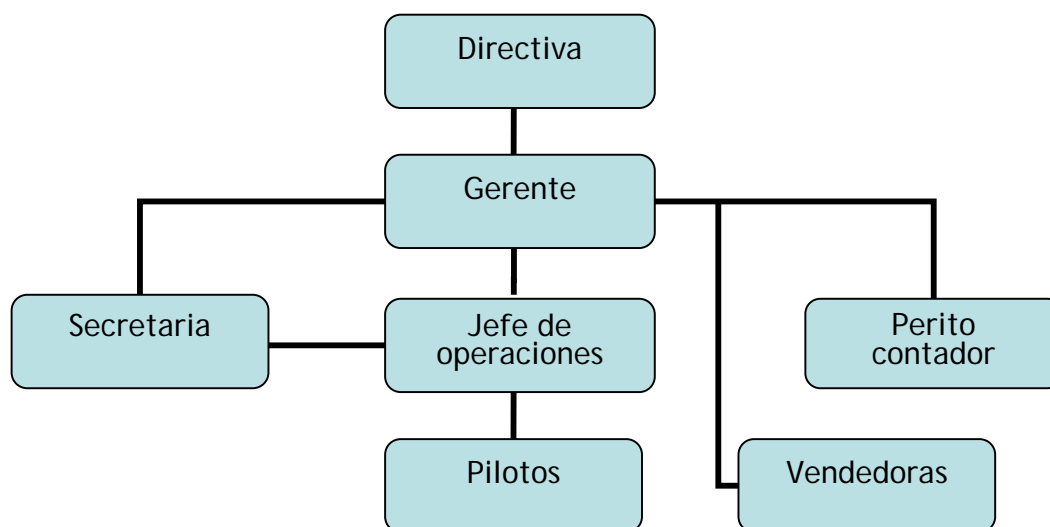 Directiva
Gerente
Secretaria
Jefe de
operaciones
Perito
contador
Pilotos
Vendedoras